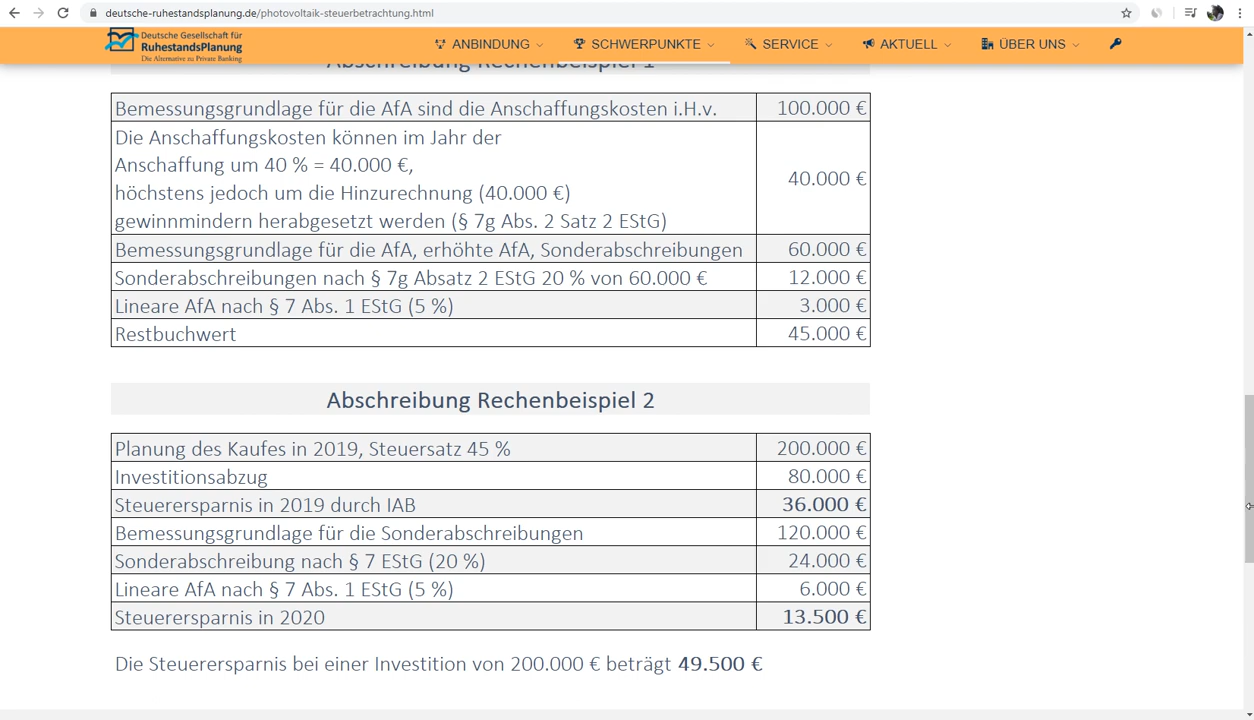 deutsche-ruhestandsplanung.de/photovoltaik-steuerbetrachtung.html
Deutsche Gesellschaft für
RuhestandsPlanung
Die Alternative zu Private Banking
ANBINDUNG
SCHWERPUNKTE
SERVICE
AKTUELL
ÜBER UNS
Abschreibung Rechenbeispiel 1
Bemessungsgrundlage für die AfA sind die Anschaffungskosten i.H.v. 100.000 €
Die Anschaffungskosten können im Jahr der
Anschaffung um 40 % = 40.000 €,
höchstens jedoch um die Hinzurechnung (40.000 €)
gewinnmindern herabgesetzt werden (§ 7g Abs. 2 Satz 2 EStG)
40.000 €
Bemessungsgrundlage für die AfA, erhöhte AfA, Sonderabschreibungen 60.000 €
Sonderabschreibungen nach § 7g Absatz 2 EStG 20 % von 60.000 € 12.000 €
Lineare AfA nach § 7 Abs. 1 EStG (5 %) 3.000 €
Restbuchwert 45.000 €
Abschreibung Rechenbeispiel 2
Planung des Kaufes in 2019, Steuersatz 45 % 200.000 €
Investitionsabzug 80.000 €
Steuerersparnis in 2019 durch IAB 36.000 €
Bemessungsgrundlage für die Sonderabschreibungen 120.000 €
Sonderabschreibung nach § 7 EStG (20 %) 24.000 €
Lineare AfA nach § 7 Abs. 1 EStG (5 %) 6.000 €
Steuerersparnis in 2020 13.500 €
Die Steuerersparnis bei einer Investition von 200.000 € beträgt 49.500 €